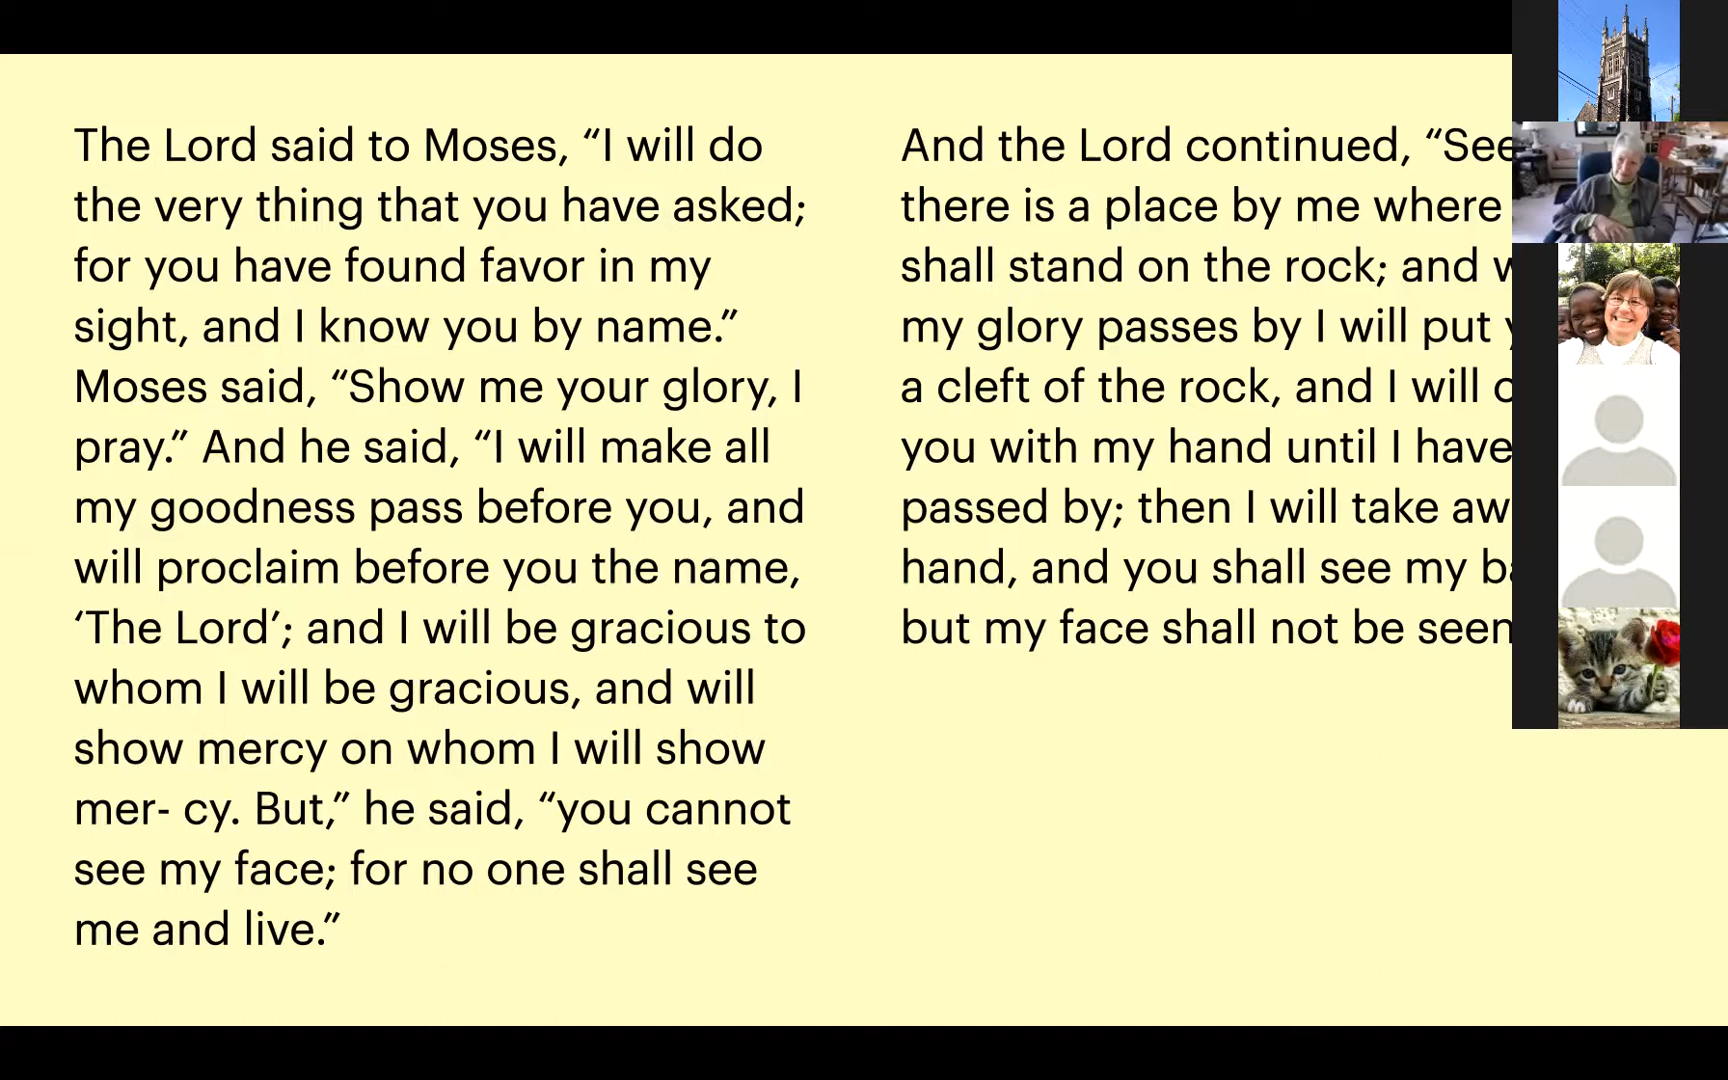 The Lord said to Moses, “I will do
the very thing that you have asked;
for you have found favor in my
sight, and I know you by name.”
Moses said, “Show me your glory, I
pray.” And he said, “I will make all
my goodness pass before you, and
will proclaim before you the name,
‘The Lord’; and I will be gracious to
whom I will be gracious, and will
show mercy on whom I will show
mer- cy. But,” he said, “you cannot
see my face; for no one shall see
me and live.”
And the Lord continued, “See
there is a place by me where
shall stand on the rock; and
my glory passes by I will put
a cleft of the rock, and I will
you with my hand until I have
passed by; then I will take
hand, and you shall see my
but my face shall not be seen